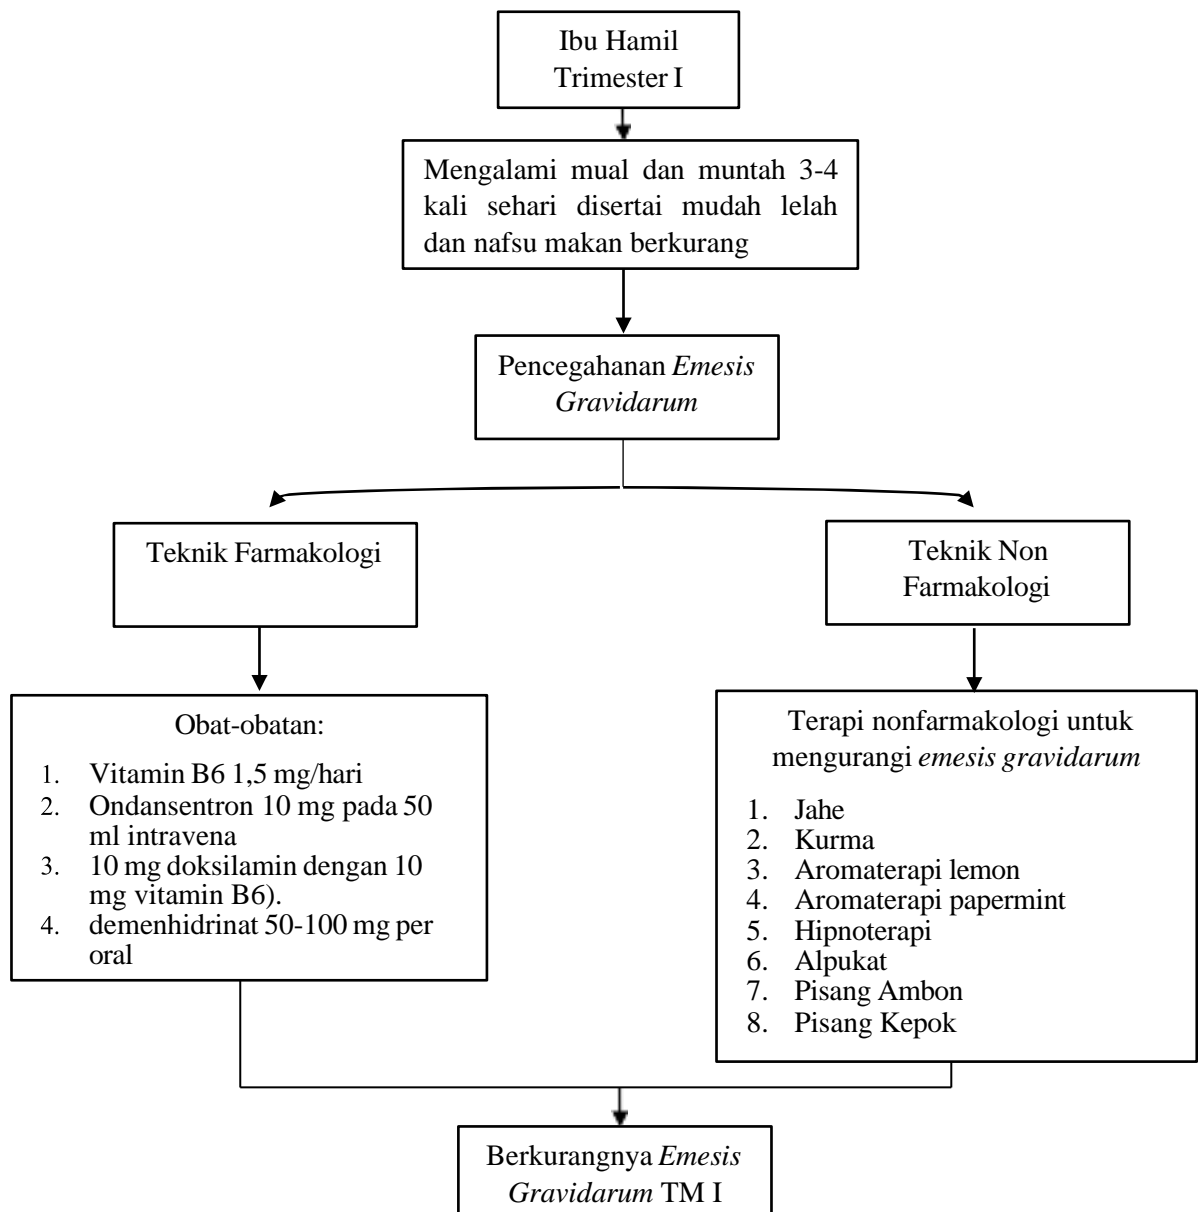 Ibu Hamil
Trimester I
Mengalami mual dan muntah 3-4
kali sehari disertai mudah lelah
dan nafsu makan berkurang
Pencegahanan Emesis
Gravidarum
Teknik Farmakologi
Teknik Non
Farmakologi
Obat-obatan:
1. Vitamin B6 1,5 mg/hari
2. Ondansentron 10 mg pada 50
ml intravena
3. 10 mg doksilamin dengan 10
mg vitamin B6).
4. demenhidrinat 50-100 mg per
oral
Terapi nonfarmakologi untuk
mengurangi emesis gravidarum
1. Jahe
2. Kurma
3. Aromaterapi lemon
4. Aromaterapi papermint
5. Hipnoterapi
6. Alpukat
7. Pisang Ambon
8. Pisang Kepok
Berkurangnya Emesis
Gravidarum TM I